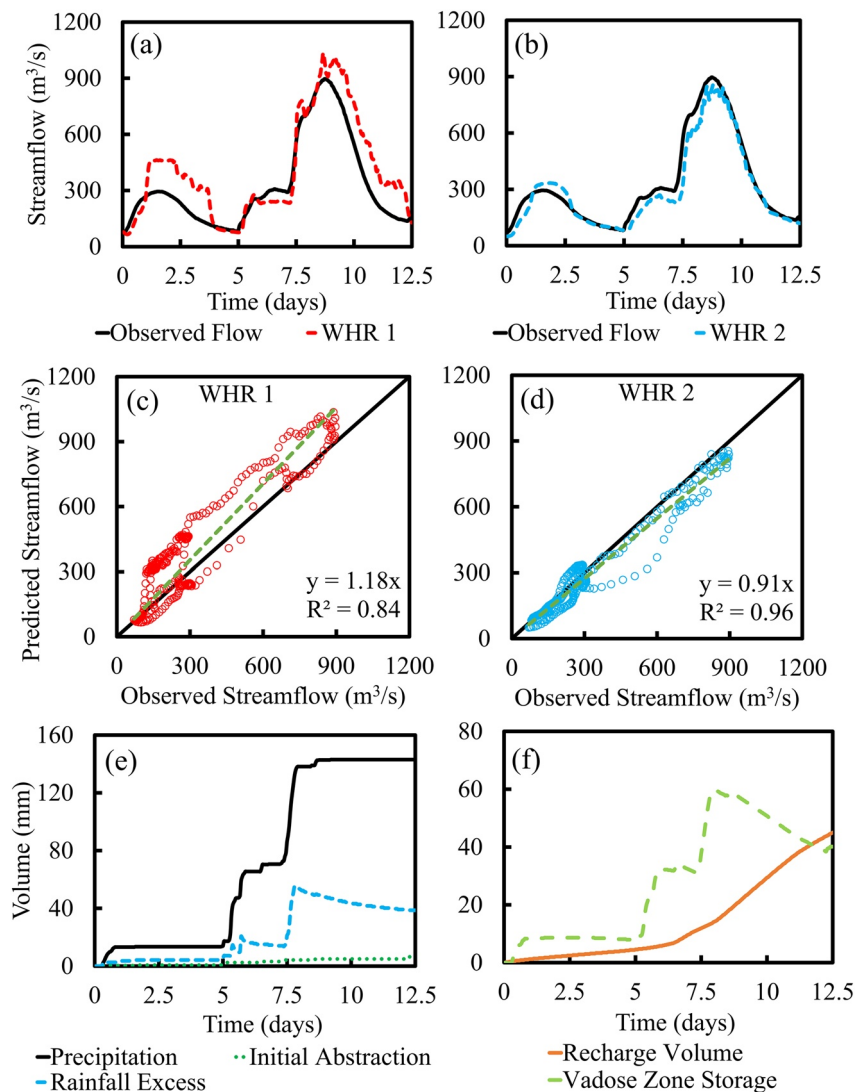 (a)
Streamflow (m³/s)
1200
900
600
300
0
0 2.5 5 7.5 10 12.5
Time (days)
Observed Flow WHR 1
(b)
1200
900
600
300
0
0 2.5 5 7.5 10 12.5
Time (days)
Observed Flow WHR 2
(c) WHR 1
Predicted Streamflow (m³/s)
1200
900
600
300
0
y = 1.18x
R² = 0.84
0 300 600 900 1200
Observed Streamflow (m³/s)
(d) WHR 2
1200
900
600
300
0
y = 0.91x
R² = 0.96
0 300 600 900 1200
Observed Streamflow (m³/s)
(e)
Volume (mm)
160
120
80
40
0
0 2.5 5 7.5 10 12.5
Time (days)
Precipitation Initial Abstraction
Rainfall Excess
(f)
80
60
40
20
0
0 2.5 5 7.5 10 12.5
Time (days)
Recharge Volume
Vadose Zone Storage